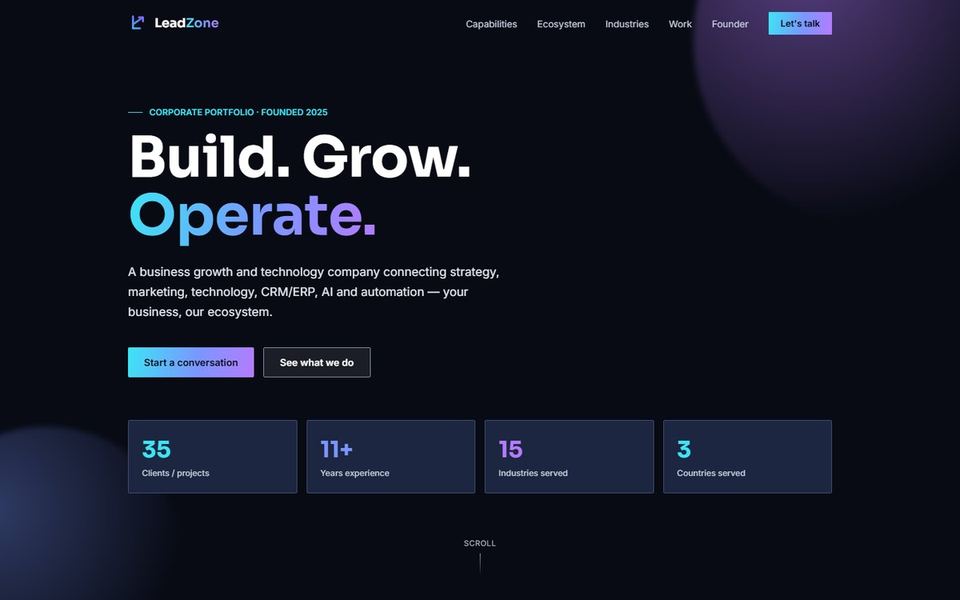 LeadZone
Capabilities
Ecosystem
Industries
Work
Founder
Let's talk
CORPORATE PORTFOLIO · FOUNDED 2025
Build. Grow.
Operate.
A business growth and technology company connecting strategy,
marketing, technology, CRM/ERP, AI and automation — your
business, our ecosystem.
Start a conversation
See what we do
35
Clients / projects
11+
Years experience
15
Industries served
3
Countries served
SCROLL